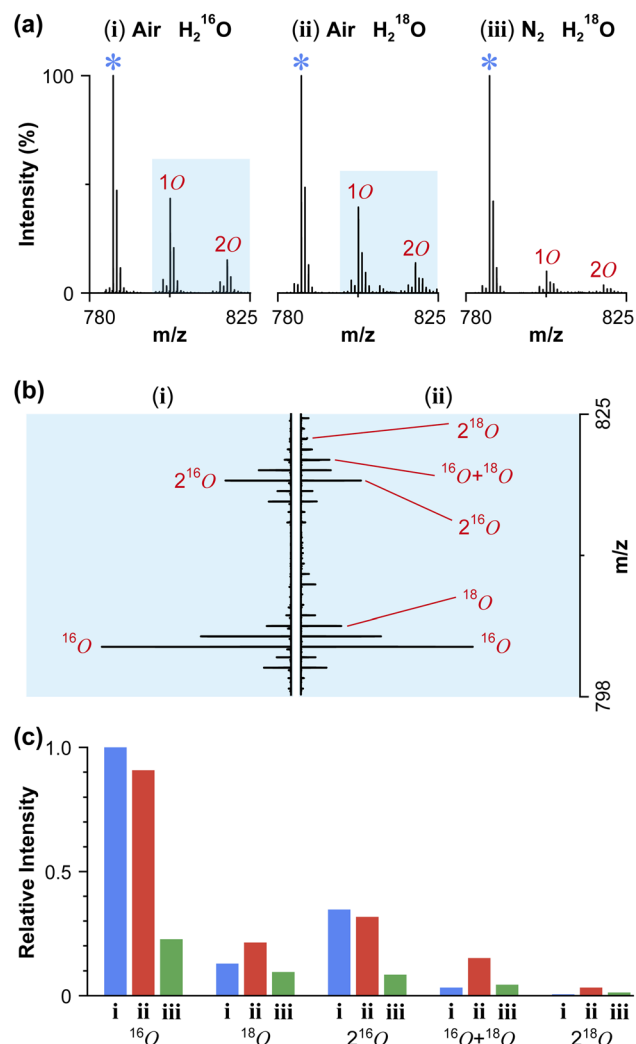 (a)
(i) Air H₂¹⁶O
(ii) Air H₂¹⁸O
(iii) N₂ H₂¹⁸O
*
*
*
100
Intensity (%)
0
1O
2O
1O
2O
1O
2O
780
825
780
825
780
825
m/z
m/z
m/z
(b)
(i)
(ii)
825
2¹⁸O
¹⁶O+¹⁸O
2¹⁶O
2¹⁶O
m/z
¹⁸O
¹⁶O
¹⁶O
798
(c)
1.0
Relative Intensity
0.5
0
i ii iii
i ii iii
i ii iii
i ii iii
i ii iii
¹⁶O
¹⁸O
2¹⁶O
¹⁶O+¹⁸O
2¹⁸O